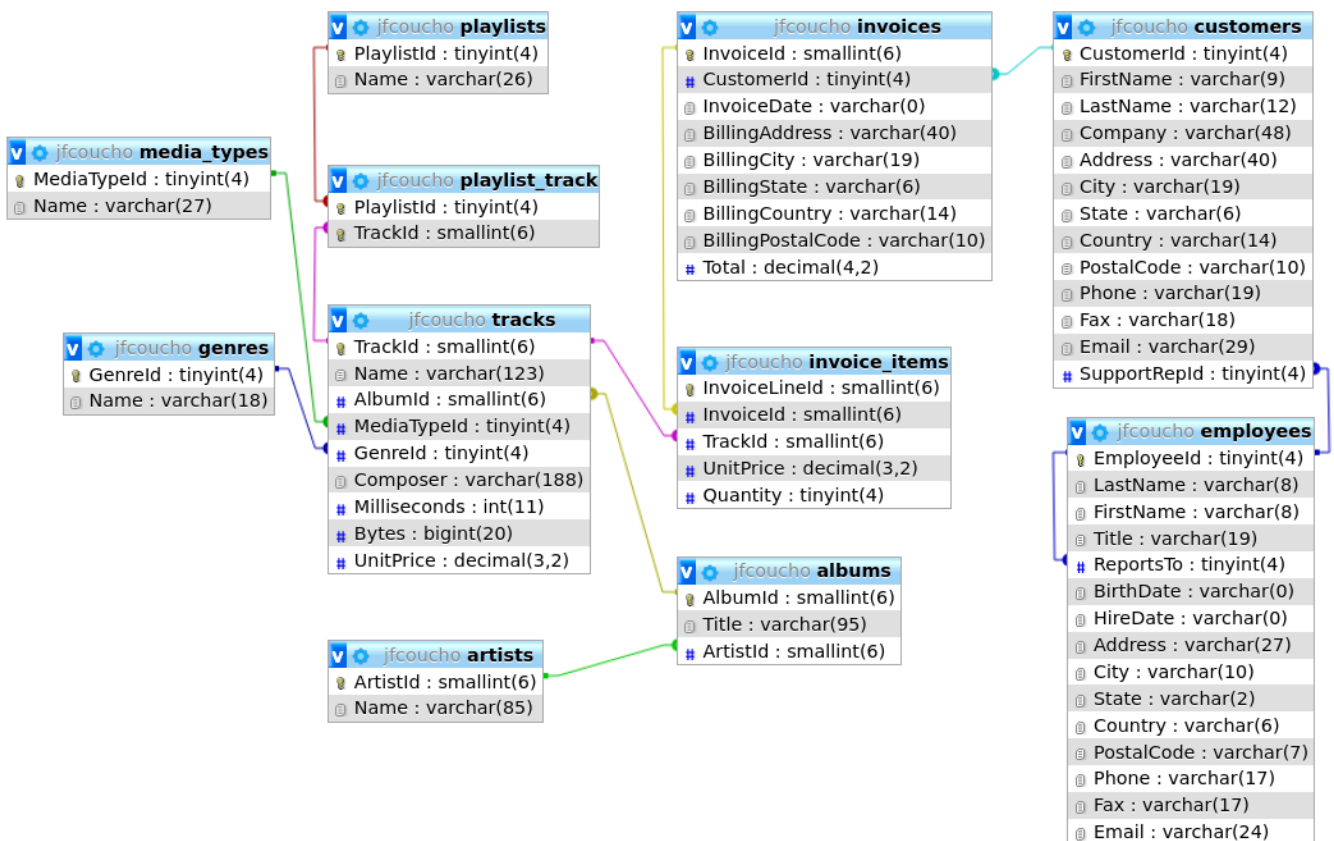 jfcoucho playlists
PlaylistId : tinyint(4)
Name : varchar(26)
jfcoucho media_types
MediaTypeId : tinyint(4)
Name : varchar(27)
jfcoucho playlist_track
PlaylistId : tinyint(4)
TrackId : smallint(6)
jfcoucho genres
GenreId : tinyint(4)
Name : varchar(18)
jfcoucho tracks
TrackId : smallint(6)
Name : varchar(123)
AlbumId : smallint(6)
MediaTypeId : tinyint(4)
GenreId : tinyint(4)
Composer : varchar(188)
Milliseconds : int(11)
Bytes : bigint(20)
UnitPrice : decimal(3,2)
jfcoucho artists
ArtistId : smallint(6)
Name : varchar(85)
jfcoucho invoices
InvoiceId : smallint(6)
CustomerId : tinyint(4)
InvoiceDate : varchar(0)
BillingAddress : varchar(40)
BillingCity : varchar(19)
BillingState : varchar(6)
BillingCountry : varchar(14)
BillingPostalCode : varchar(10)
Total : decimal(4,2)
jfcoucho invoice_items
InvoiceLineId : smallint(6)
InvoiceId : smallint(6)
TrackId : smallint(6)
UnitPrice : decimal(3,2)
Quantity : tinyint(4)
jfcoucho albums
AlbumId : smallint(6)
Title : varchar(95)
ArtistId : smallint(6)
jfcoucho customers
CustomerId : tinyint(4)
FirstName : varchar(9)
LastName : varchar(12)
Company : varchar(48)
Address : varchar(40)
City : varchar(19)
State : varchar(6)
Country : varchar(14)
PostalCode : varchar(10)
Phone : varchar(19)
Fax : varchar(18)
Email : varchar(29)
SupportRepId : tinyint(4)
jfcoucho employees
EmployeeId : tinyint(4)
LastName : varchar(8)
FirstName : varchar(8)
Title : varchar(19)
ReportsTo : tinyint(4)
BirthDate : varchar(0)
HireDate : varchar(0)
Address : varchar(27)
City : varchar(10)
State : varchar(2)
Country : varchar(6)
PostalCode : varchar(7)
Phone : varchar(17)
Fax : varchar(17)
Email : varchar(24)